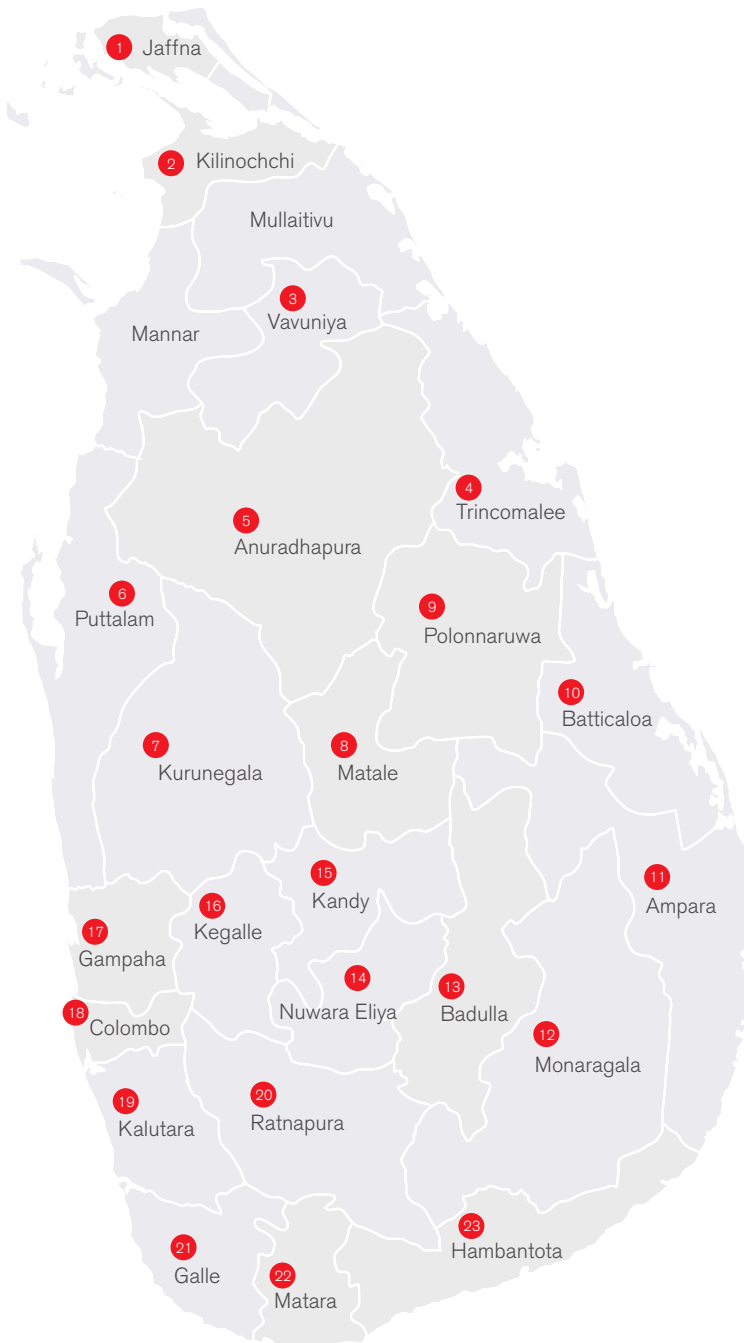 1 Jaffna
2 Kilinochchi
Mullaitivu
3
Vavuniya
Mannar
4
Trincomalee
5
Anuradhapura
6
Puttalam
9
Polonnaruwa
10
Batticaloa
7
Kurunegala
8
Matale
15
Kandy
11
Ampara
16
Kegalle
17
Gampaha
14
Nuwara Eliya
13
Badulla
18
Colombo
12
Monaragala
19
Kalutara
20
Ratnapura
23
Hambantota
21
Galle
22
Matara